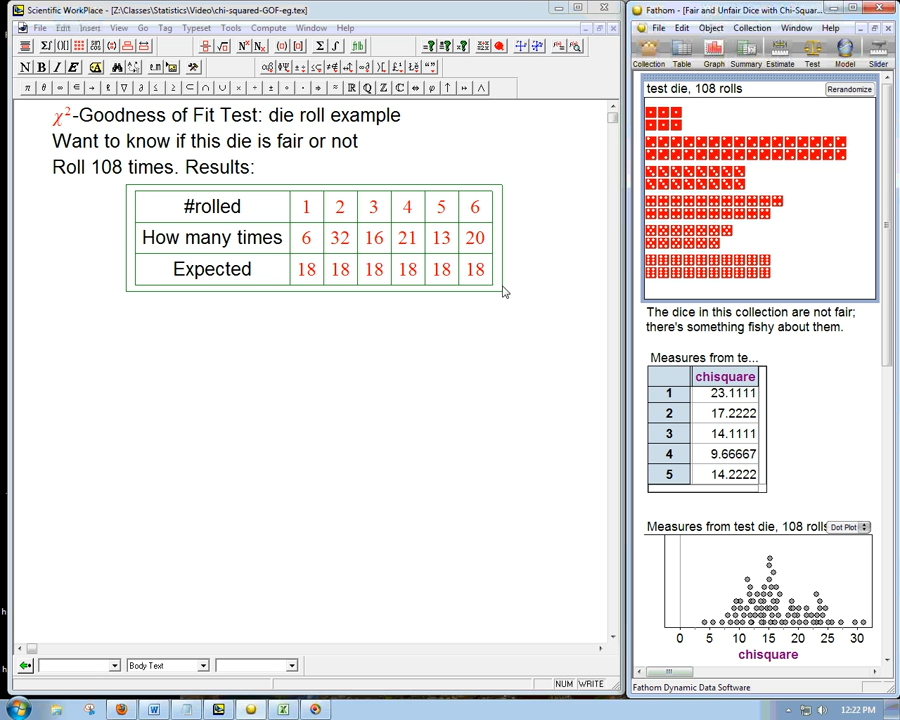 Scientific WorkPlace - [Z:\Classes\Statistics\Video\chi-squared-GOF-eg.tex]
File Edit Insert View Go Tag Typeset Tools Compute Window Help
χ²-Goodness of Fit Test: die roll example
Want to know if this die is fair or not
Roll 108 times. Results:
#rolled 1 2 3 4 5 6
How many times 6 32 16 21 13 20
Expected 18 18 18 18 18 18
Body Text
NUM WRITE
Fathom - [Fair and Unfair Dice with Chi-Squar...
File Edit Object Collection Window Help
Collection Table Graph Summary Estimate Test Model Slider
test die, 108 rolls Rerandomize
The dice in this collection are not fair;
there's something fishy about them.
Measures from te...
chisquare
1 23.1111
2 17.2222
3 14.1111
4 9.66667
5 14.2222
Measures from test die, 108 rolls Dot Plot
0 5 10 15 20 25 30
chisquare
Fathom Dynamic Data Software
12:22 PM